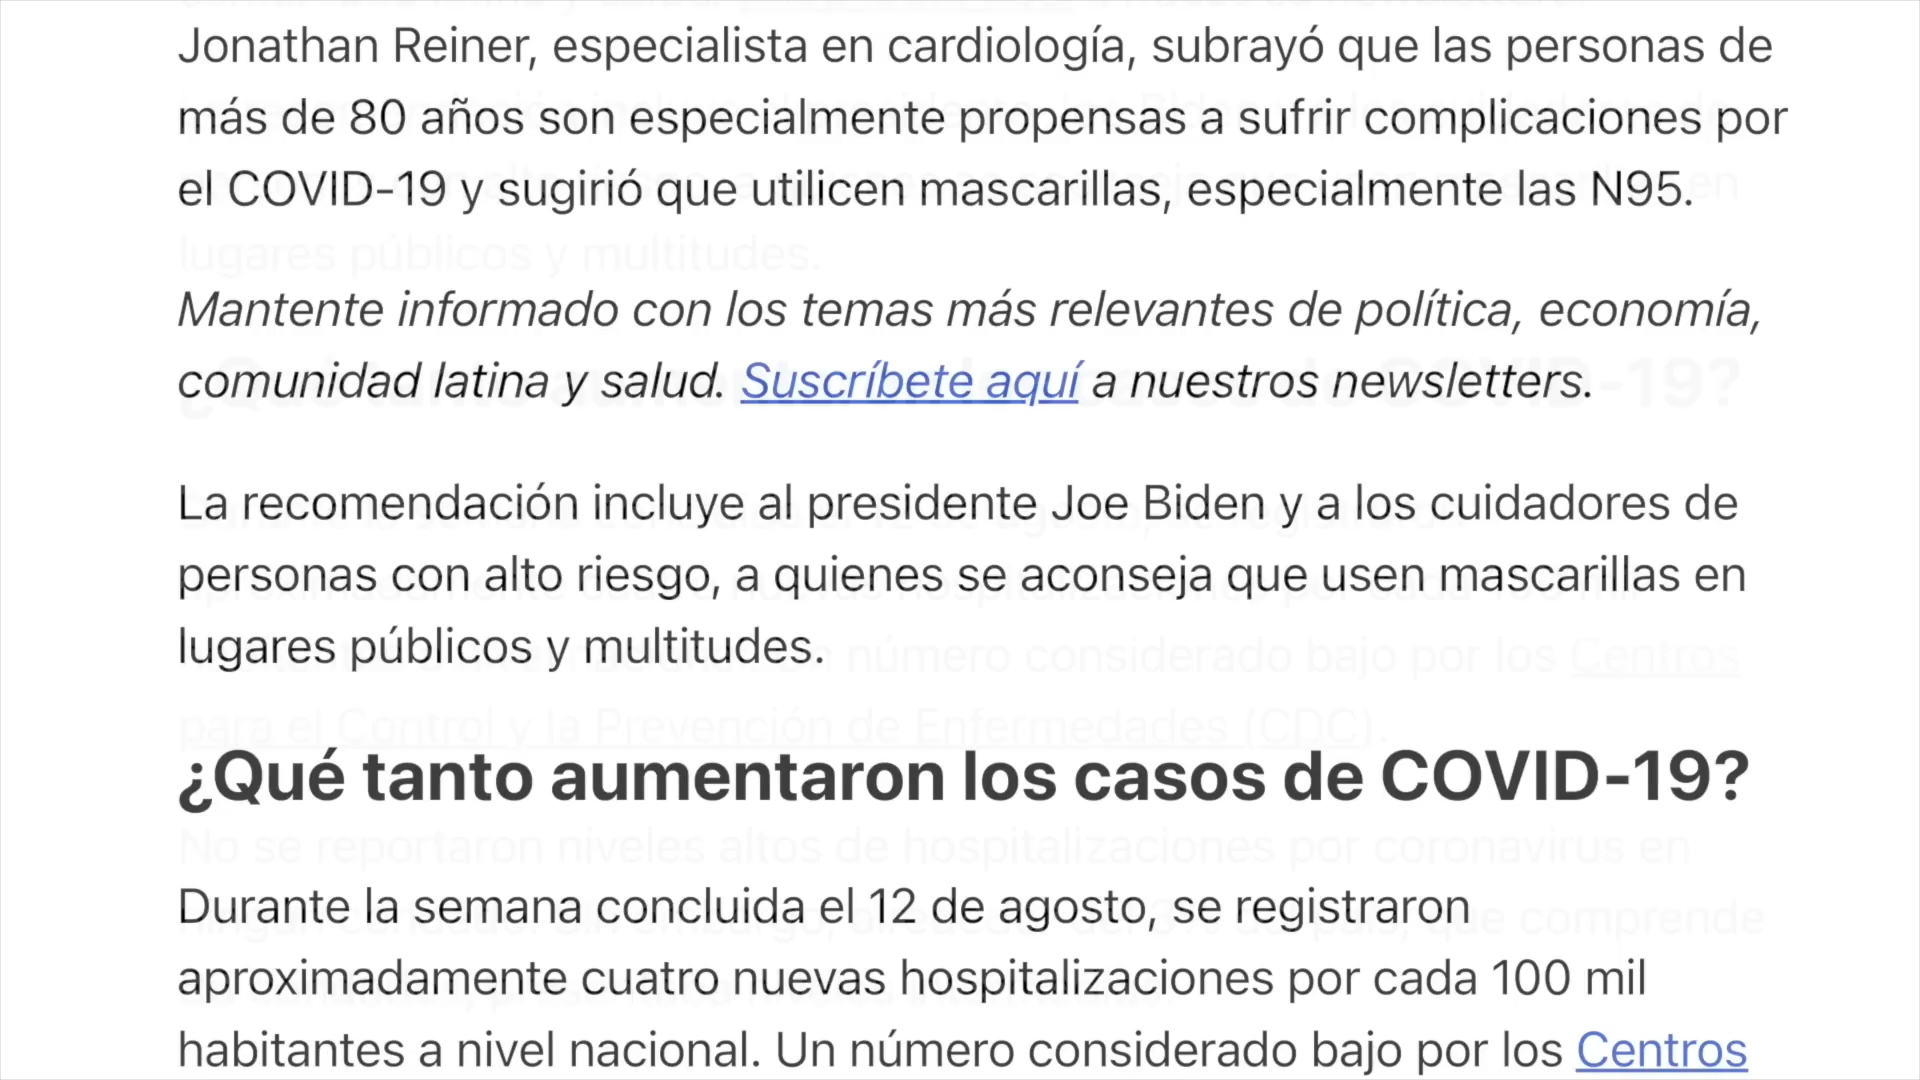 Jonathan Reiner, especialista en cardiología, subrayó que las personas de
más de 80 años son especialmente propensas a sufrir complicaciones por
el COVID-19 y sugirió que utilicen mascarillas, especialmente las N95.
Mantente informado con los temas más relevantes de política, economía,
comunidad latina y salud. Suscríbete aquí a nuestros newsletters.
La recomendación incluye al presidente Joe Biden y a los cuidadores de
personas con alto riesgo, a quienes se aconseja que usen mascarillas en
lugares públicos y multitudes.
¿Qué tanto aumentaron los casos de COVID-19?
Durante la semana concluida el 12 de agosto, se registraron
aproximadamente cuatro nuevas hospitalizaciones por cada 100 mil
habitantes a nivel nacional. Un número considerado bajo por los Centros